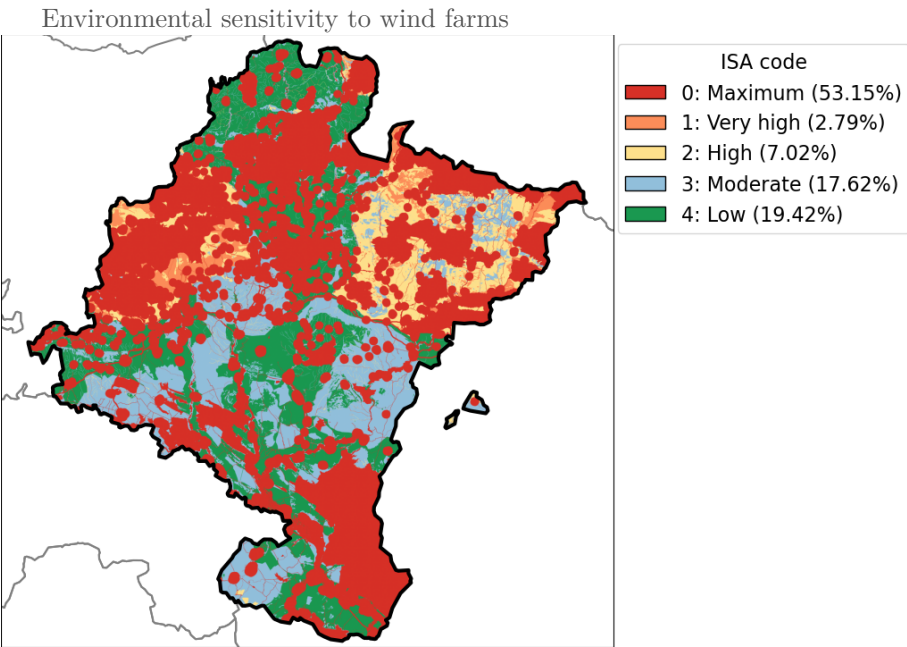 Environmental sensitivity to wind farms
ISA code
0: Maximum (53.15%)
1: Very high (2.79%)
2: High (7.02%)
3: Moderate (17.62%)
4: Low (19.42%)